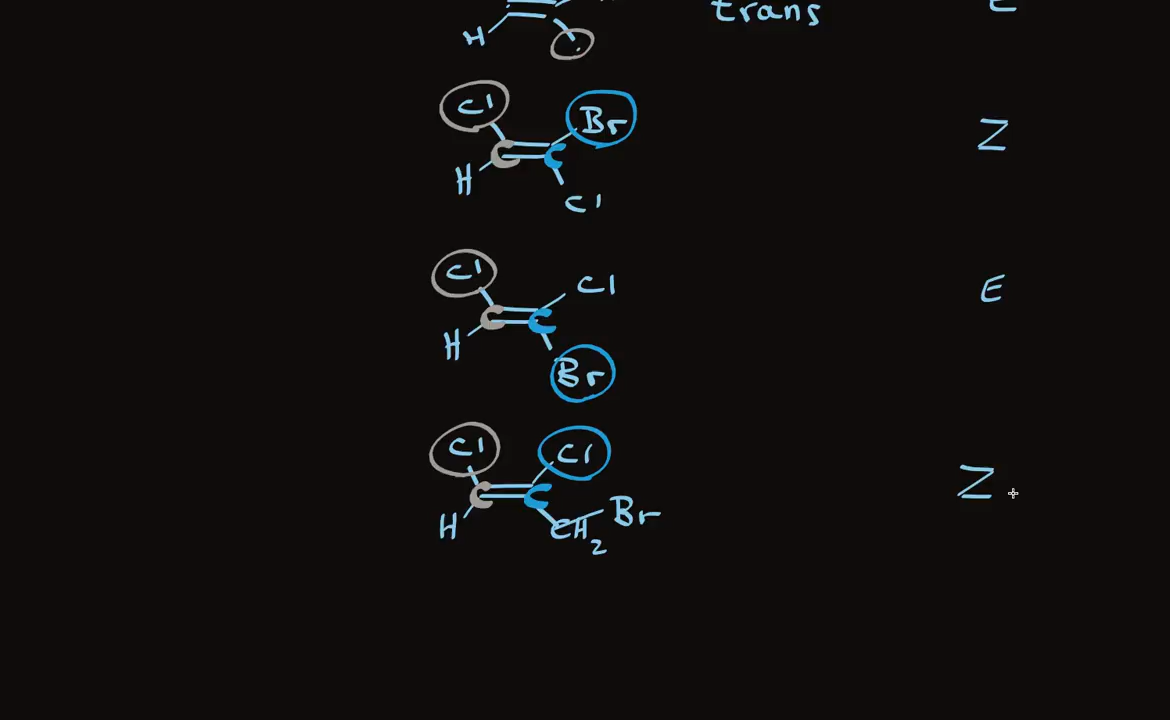 trans E
H
Cl Br
C=C Z
H
Cl
Cl Cl
C=C E
H
Br
Cl Cl
C=C Z
H CH2 Br